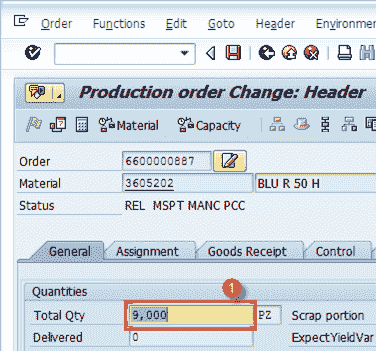 Order Functions Edit Goto Header Environme
Production order Change: Header
Material Capacity
Order 6600000887
Material 3605202 BLU R 50 H
Status REL MSPT MANC PCC
General Assignment Goods Receipt Control
Quantities
1
Total Qty 9,000 PZ Scrap portion
Delivered 0 ExpectYieldVar